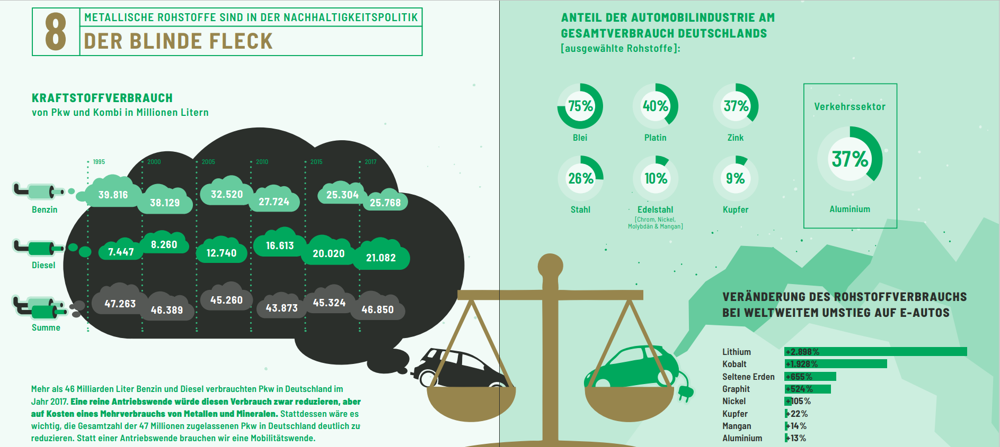 8
METALLISCHE ROHSTOFFE SIND IN DER NACHHALTIGKEITSPOLITIK
DER BLINDE FLECK
KRAFTSTOFFVERBRAUCH
von Pkw und Kombi in Millionen Litern
1995 2000 2005 2010 2015 2017
39.816 38.129 32.520 27.724 25.304 25.768
Benzin
7.447 8.260 12.740 16.613 20.020 21.082
Diesel
47.263 46.389 45.260 43.873 45.324 46.850
Summe
Mehr als 46 Milliarden Liter Benzin und Diesel verbrauchten Pkw in Deutschland im
Jahr 2017. Eine reine Antriebswende würde diesen Verbrauch zwar reduzieren, aber
auf Kosten eines Mehrverbrauchs von Metallen und Mineralen. Stattdessen wäre es
wichtig, die Gesamtzahl der 47 Millionen zugelassenen Pkw in Deutschland deutlich zu
reduzieren. Statt einer Antriebswende brauchen wir eine Mobilitätswende.
ANTEIL DER AUTOMOBILINDUSTRIE AM
GESAMTVERBRAUCH DEUTSCHLANDS
[ausgewählte Rohstoffe]:
75% 40% 37%
Blei Platin Zink
26% 10% 9%
Stahl Edelstahl Kupfer
[Chrom, Nickel,
Molybdän & Mangan]
Verkehrssektor
37%
Aluminium
VERÄNDERUNG DES ROHSTOFFVERBRAUCHS
BEI WELTWEITEM UMSTIEG AUF E-AUTOS
Lithium +2.898%
Kobalt +1.928%
Seltene Erden +655%
Graphit +524%
Nickel +105%
Kupfer +22%
Mangan +14%
Aluminium +13%